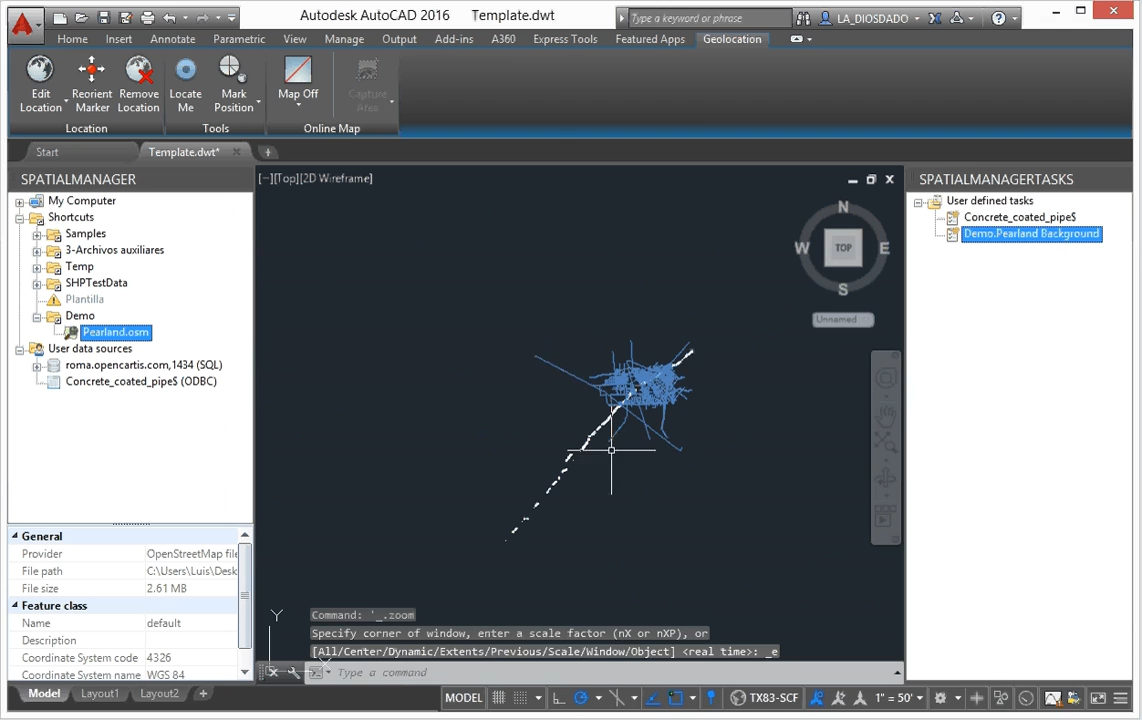 Autodesk AutoCAD 2016 Template.dwt
Type a keyword or phrase
LA_DIOSDADO
Home Insert Annotate Parametric View Manage Output Add-ins A360 Express Tools Featured Apps Geolocation
Edit Location
Reorient Marker
Remove Location
Locate Me
Mark Position
Map Off
Capture Area
Location Tools Online Map
Start Template.dwt*
SPATIALMANAGER
My Computer
Shortcuts
Samples
3-Archivos auxiliares
Temp
SHPTestData
Plantilla
Demo
Pearland.osm
User data sources
roma.opencartis.com,1434 (SQL)
Concrete_coated_pipe$ (ODBC)
General
Provider OpenStreetMap file
File path C:\Users\Luis\Desk
File size 2.61 MB
Feature class
Name default
Description
Coordinate System code 4326
Coordinate System name WGS 84
[−][Top][2D Wireframe]
N
W TOP E
S
Unnamed
Y
X
Command: '_.zoom
Specify corner of window, enter a scale factor (nX or nXP), or
[All/Center/Dynamic/Extents/Previous/Scale/Window/Object] <real time>: _e
Type a command
SPATIALMANAGERTASKS
User defined tasks
Concrete_coated_pipe$
Demo.Pearland Background
Model Layout1 Layout2 +
MODEL TX83-SCF 1" = 50'